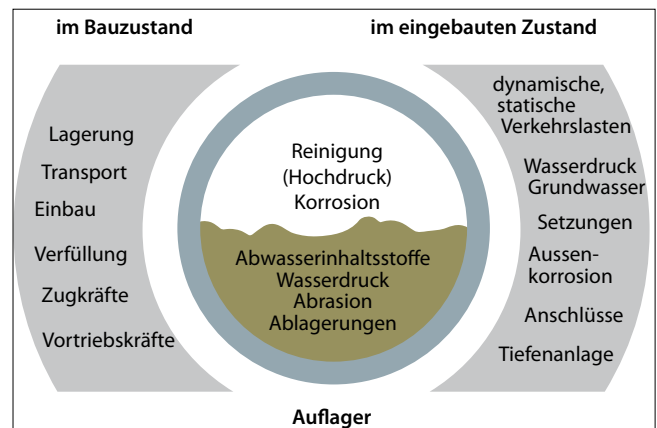 im Bauzustand
im eingebauten Zustand
Lagerung
Transport
Einbau
Verfüllung
Zugkräfte
Vortriebskräfte
Reinigung
(Hochdruck)
Korrosion
Abwasserinhaltsstoffe
Wasserdruck
Abrasion
Ablagerungen
dynamische,
statische
Verkehrslasten
Wasserdruck
Grundwasser
Setzungen
Aussen-
korrosion
Anschlüsse
Tiefenanlage
Auflager